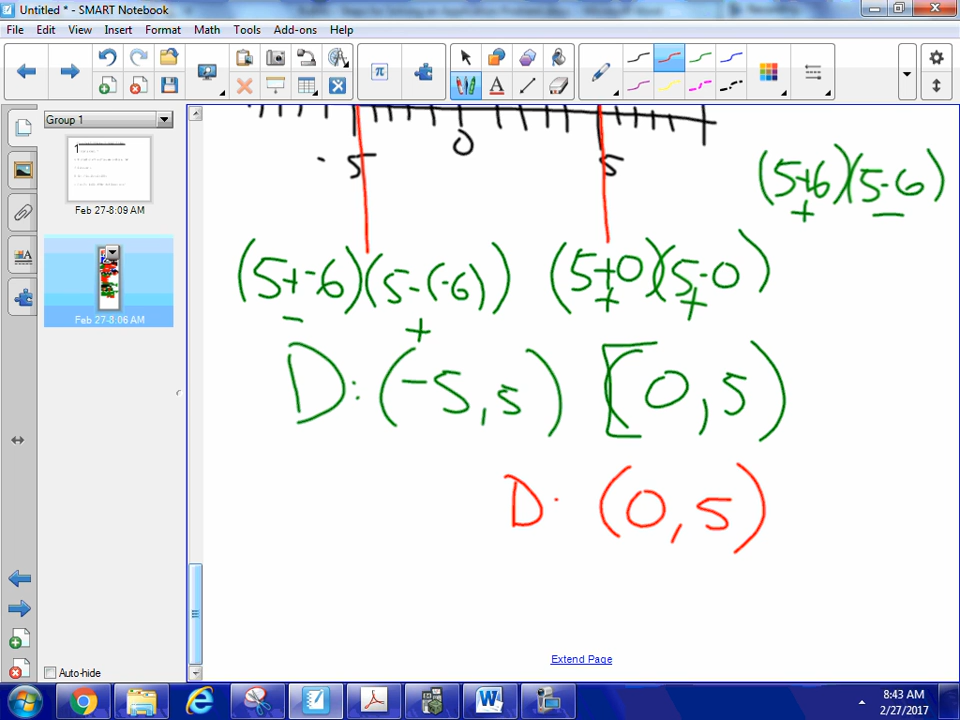 Untitled * - SMART Notebook
File Edit View Insert Format Math Tools Add-ons Help
Group 1
1
Feb 27-8:09 AM
Feb 27-8:06 AM
-5 0 5
(5+6)(5-6)
+ −
(5+-6)(5-(-6)) (5+0)(5-0)
− + + +
D: (-5, 5) [(0, 5)
D: (0, 5)
Extend Page
Auto-hide
8:43 AM
2/27/2017